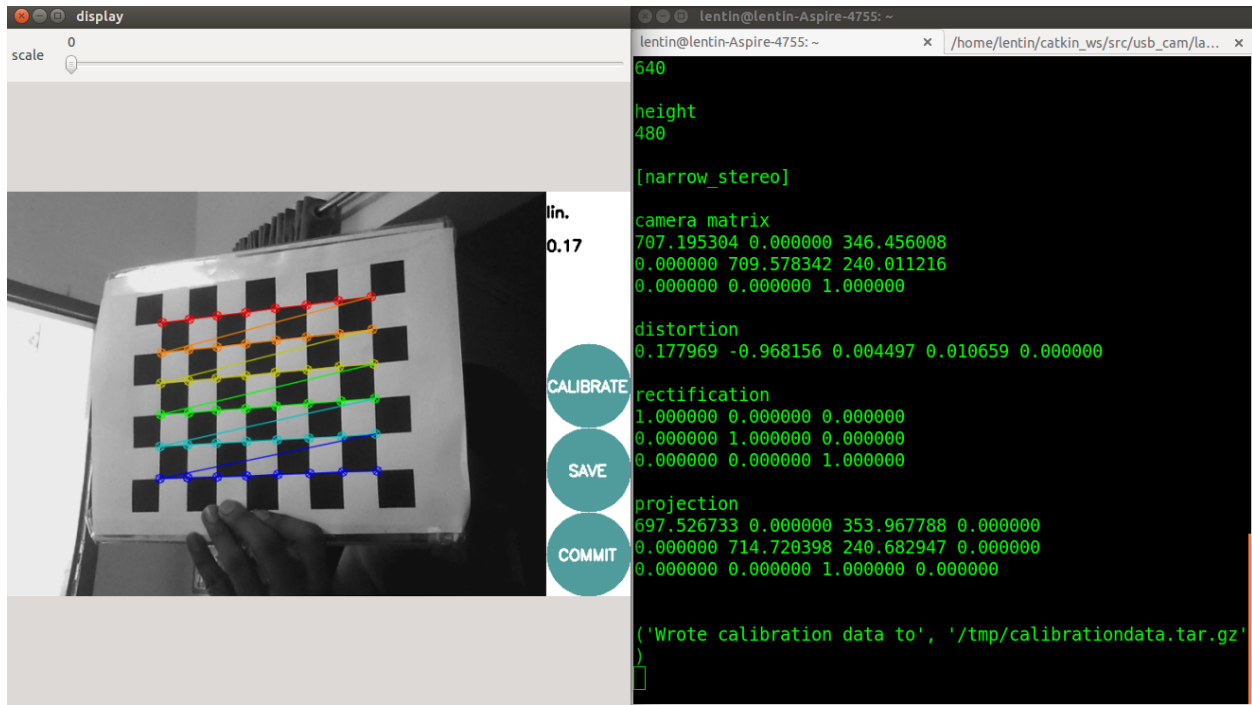 display
scale
0
lin.
0.17
CALIBRATE
SAVE
COMMIT
lentin@lentin-Aspire-4755: ~
lentin@lentin-Aspire-4755: ~
/home/lentin/catkin_ws/src/usb_cam/la...
640
height
480
[narrow_stereo]
camera matrix
707.195304 0.000000 346.456008
0.000000 709.578342 240.011216
0.000000 0.000000 1.000000
distortion
0.177969 -0.968156 0.004497 0.010659 0.000000
rectification
1.000000 0.000000 0.000000
0.000000 1.000000 0.000000
0.000000 0.000000 1.000000
projection
697.526733 0.000000 353.967788 0.000000
0.000000 714.720398 240.682947 0.000000
0.000000 0.000000 1.000000 0.000000
('Wrote calibration data to', '/tmp/calibrationdata.tar.gz'
)